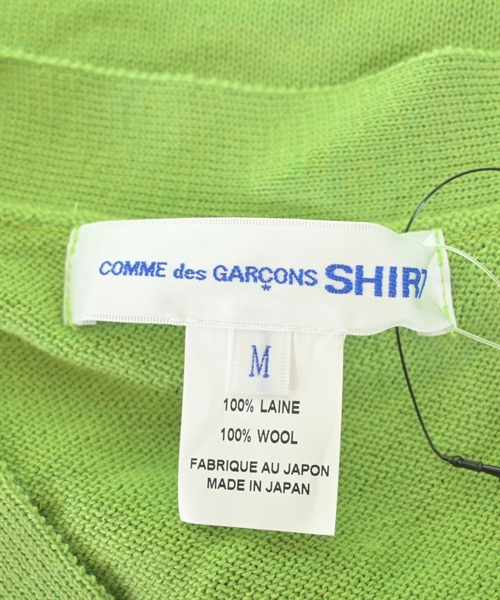 COMME des GARÇONS SHIRT
M
100% LAINE
100% WOOL
FABRIQUE AU JAPON
MADE IN JAPAN